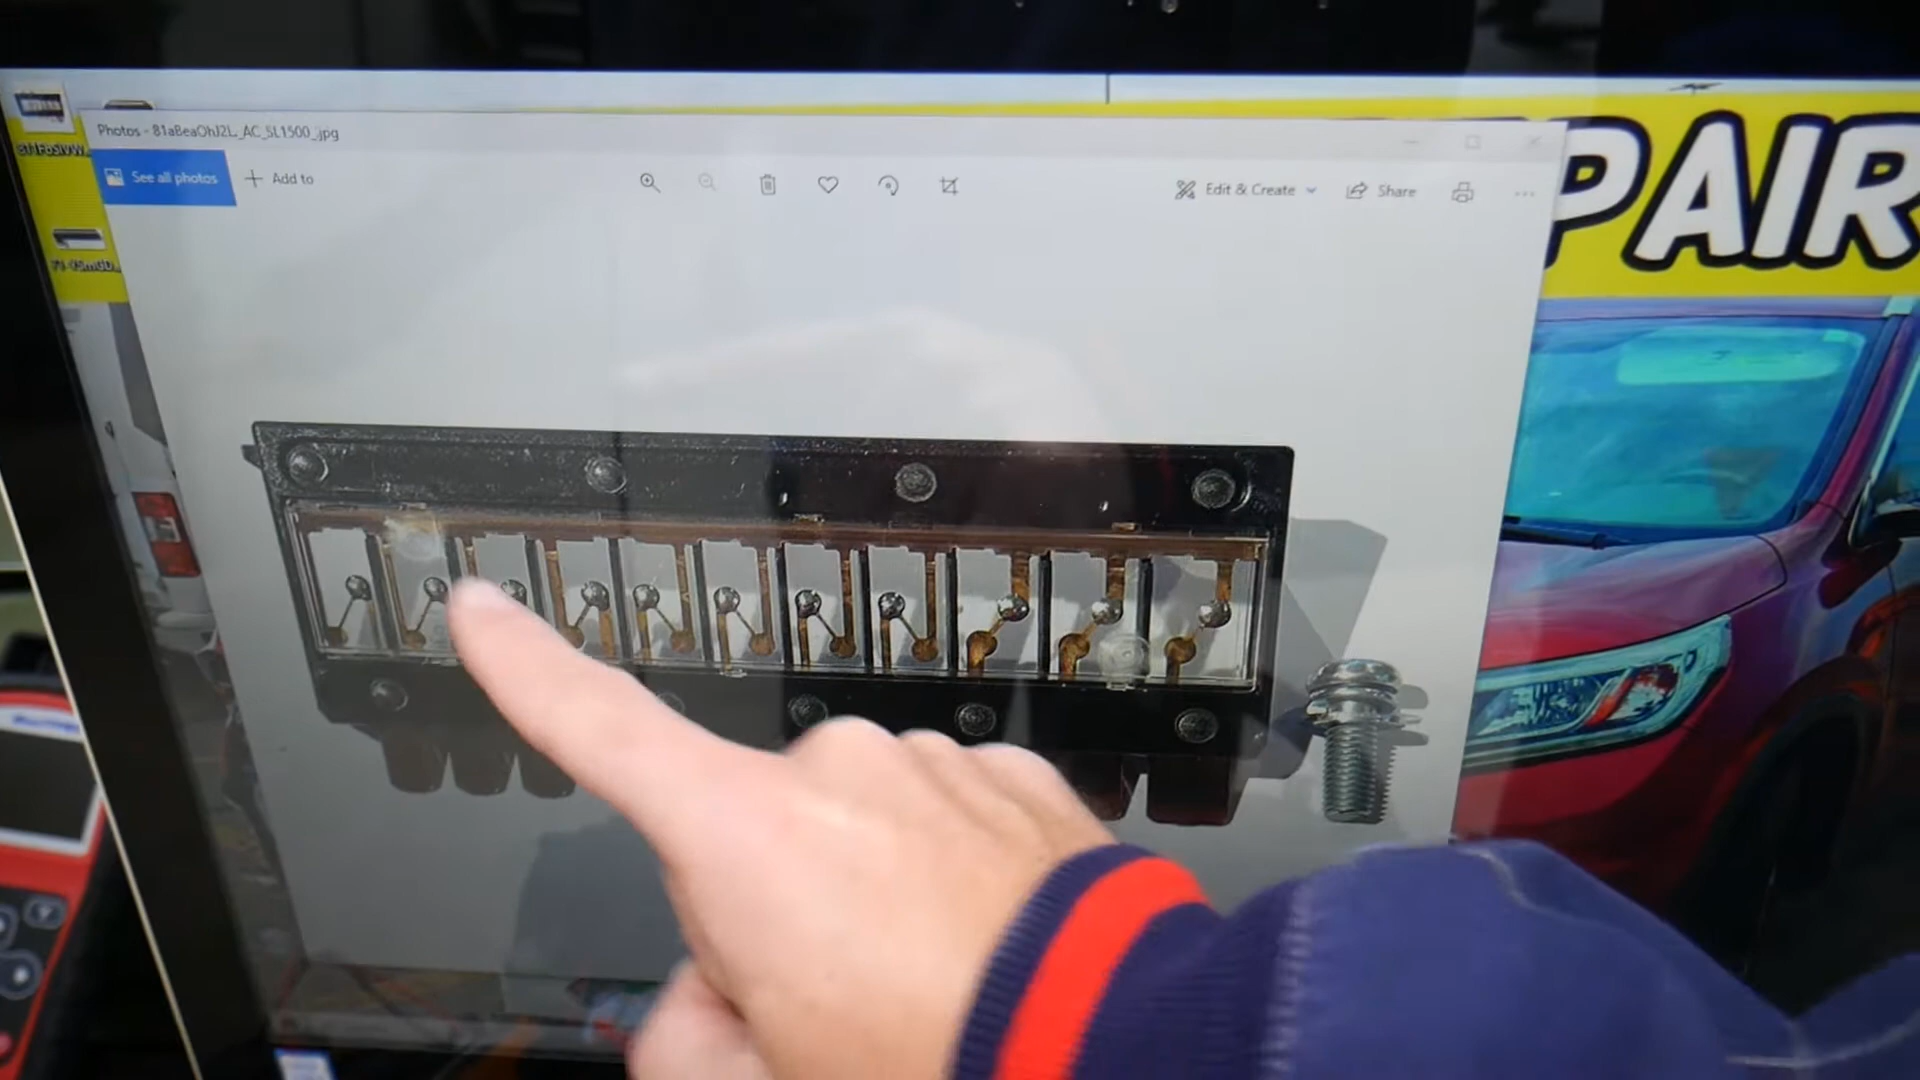 PAIR
Photos - 81aBeaOhJ2L._AC_SL1500_.jpg
See all photos
Add to
Edit & Create
Share